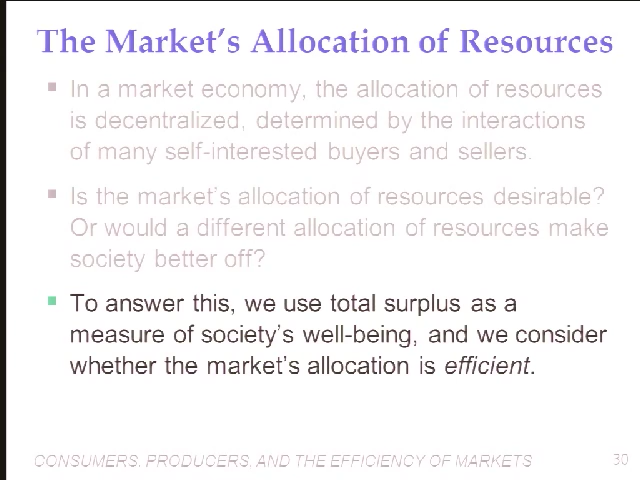 The Market's Allocation of Resources
In a market economy, the allocation of resources
is decentralized, determined by the interactions
of many self-interested buyers and sellers.
Is the market's allocation of resources desirable?
Or would a different allocation of resources make
society better off?
To answer this, we use total surplus as a
measure of society's well-being, and we consider
whether the market's allocation is efficient.
CONSUMERS, PRODUCERS, AND THE EFFICIENCY OF MARKETS 30